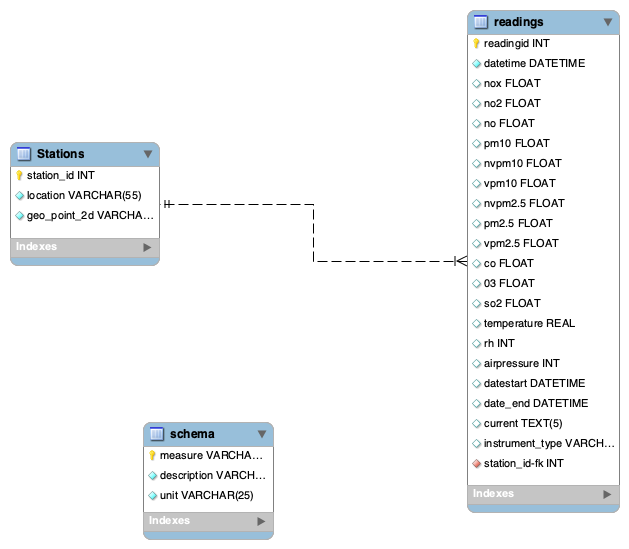 readings
readingid INT
datetime DATETIME
nox FLOAT
no2 FLOAT
no FLOAT
pm10 FLOAT
nvpm10 FLOAT
vpm10 FLOAT
nvpm2.5 FLOAT
pm2.5 FLOAT
vpm2.5 FLOAT
co FLOAT
03 FLOAT
so2 FLOAT
temperature REAL
rh INT
airpressure INT
datestart DATETIME
date_end DATETIME
current TEXT(5)
instrument_type VARCH...
station_id-fk INT
Indexes
Stations
station_id INT
location VARCHAR(55)
geo_point_2d VARCHA...
Indexes
schema
measure VARCHA...
description VARCH...
unit VARCHAR(25)
Indexes